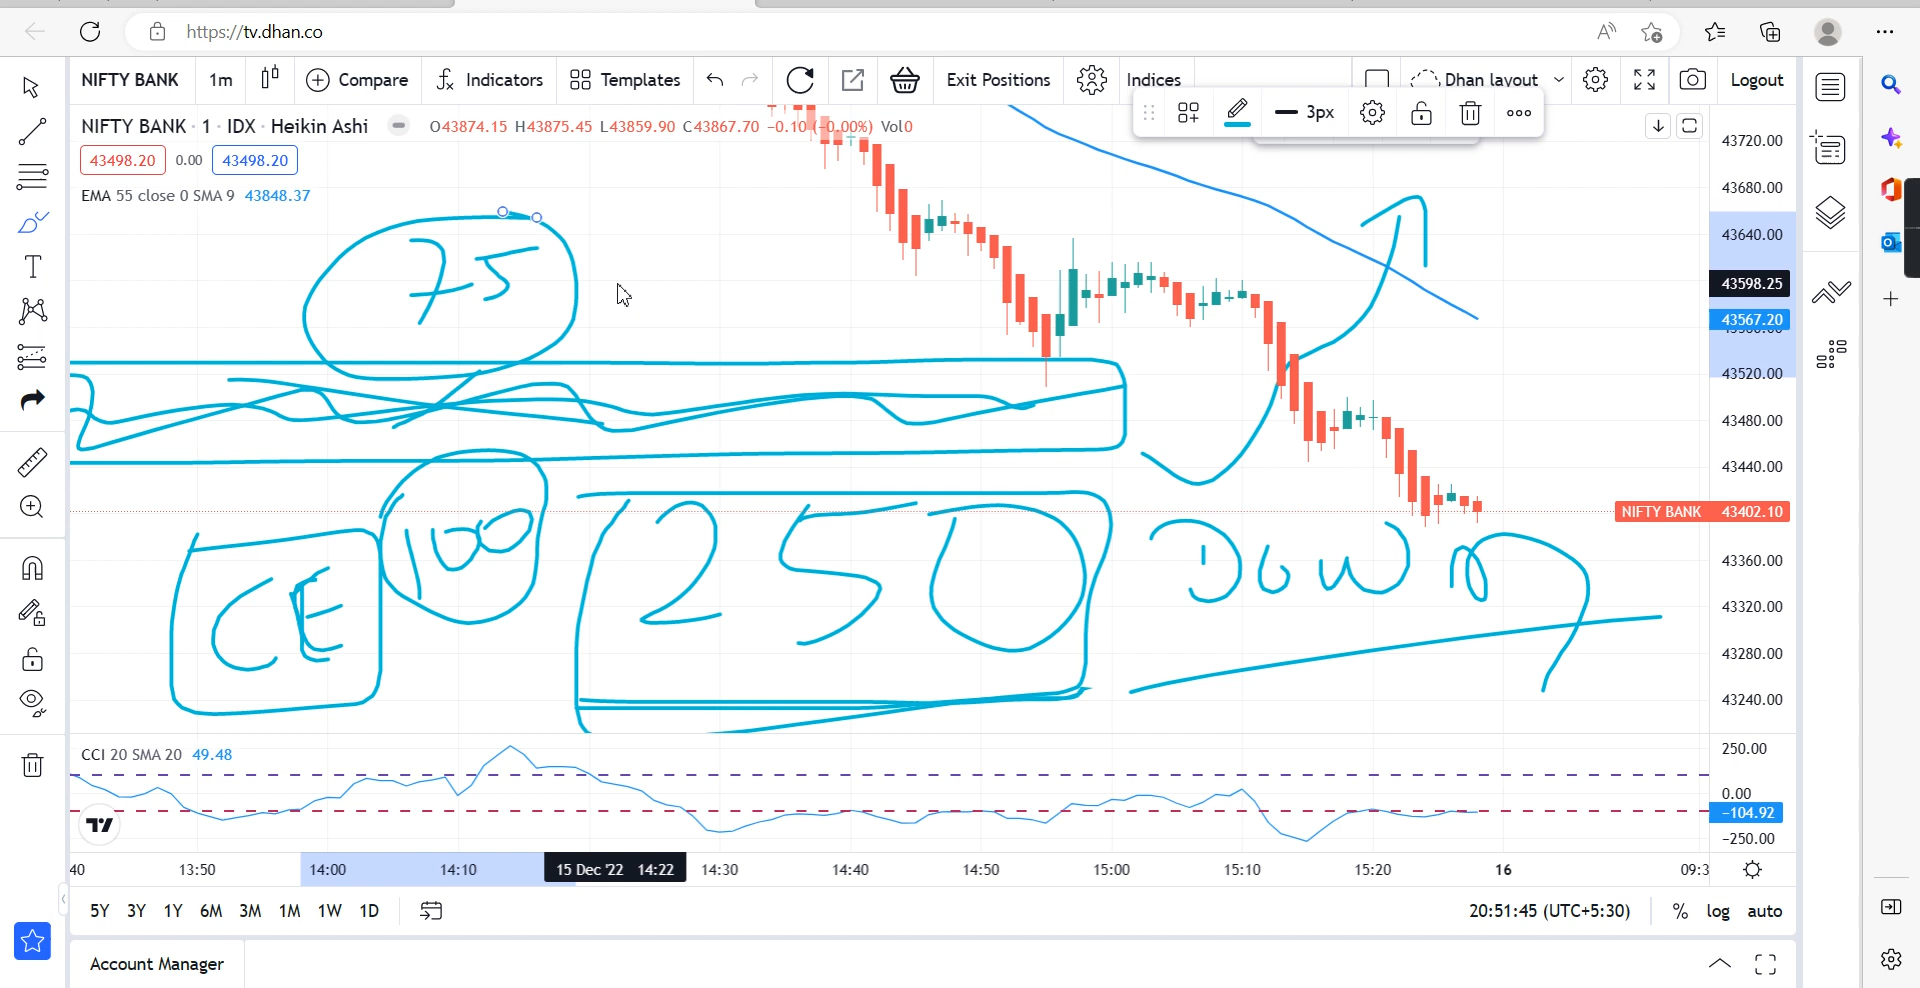 https://tv.dhan.co
NIFTY BANK 1m Compare Indicators Templates Exit Positions Indices Dhan layout Logout
3px
NIFTY BANK · 1 · IDX · Heikin Ashi O43874.15 H43875.45 L43859.90 C43867.70 −0.10 (−0.00%) Vol0
43498.20 0.00 43498.20
EMA 55 close 0 SMA 9 43848.37
43720.00
43680.00
43640.00
43598.25
43567.20
43520.00
43480.00
43440.00
NIFTY BANK 43402.10
43360.00
43320.00
43280.00
43240.00
75
CE
100
250
DOWN
CCI 20 SMA 20 49.48
250.00
0.00
−104.92
−250.00
40 13:50 14:00 14:10 15 Dec '22 14:22 14:30 14:40 14:50 15:00 15:10 15:20 16 09:3
5Y 3Y 1Y 6M 3M 1M 1W 1D 20:51:45 (UTC+5:30) % log auto
Account Manager